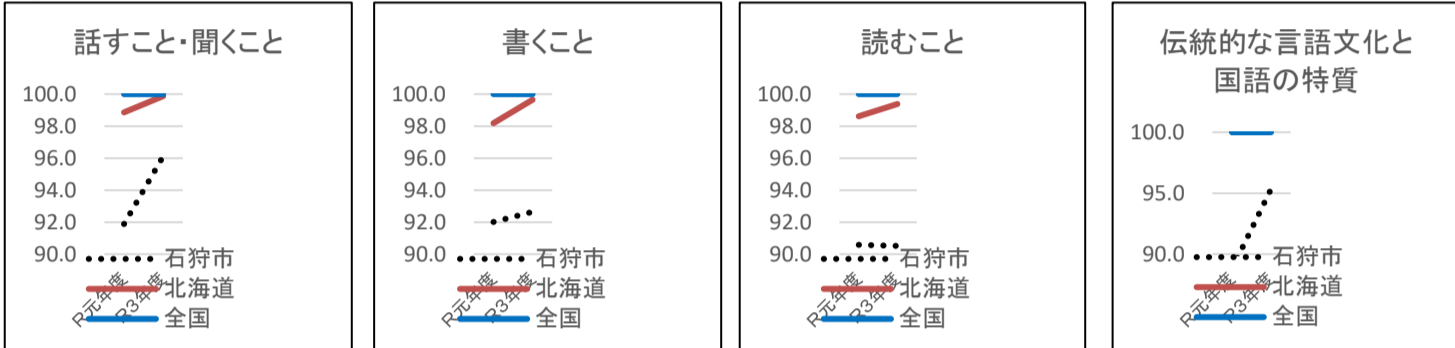 話すこと・聞くこと
100.0
98.0
96.0
94.0
92.0
90.0
R元年度
R3年度
石狩市
北海道
全国
書くこと
100.0
98.0
96.0
94.0
92.0
90.0
R元年度
R3年度
石狩市
北海道
全国
読むこと
100.0
98.0
96.0
94.0
92.0
90.0
R元年度
R3年度
石狩市
北海道
全国
伝統的な言語文化と
国語の特質
100.0
95.0
90.0
R元年度
R3年度
石狩市
北海道
全国